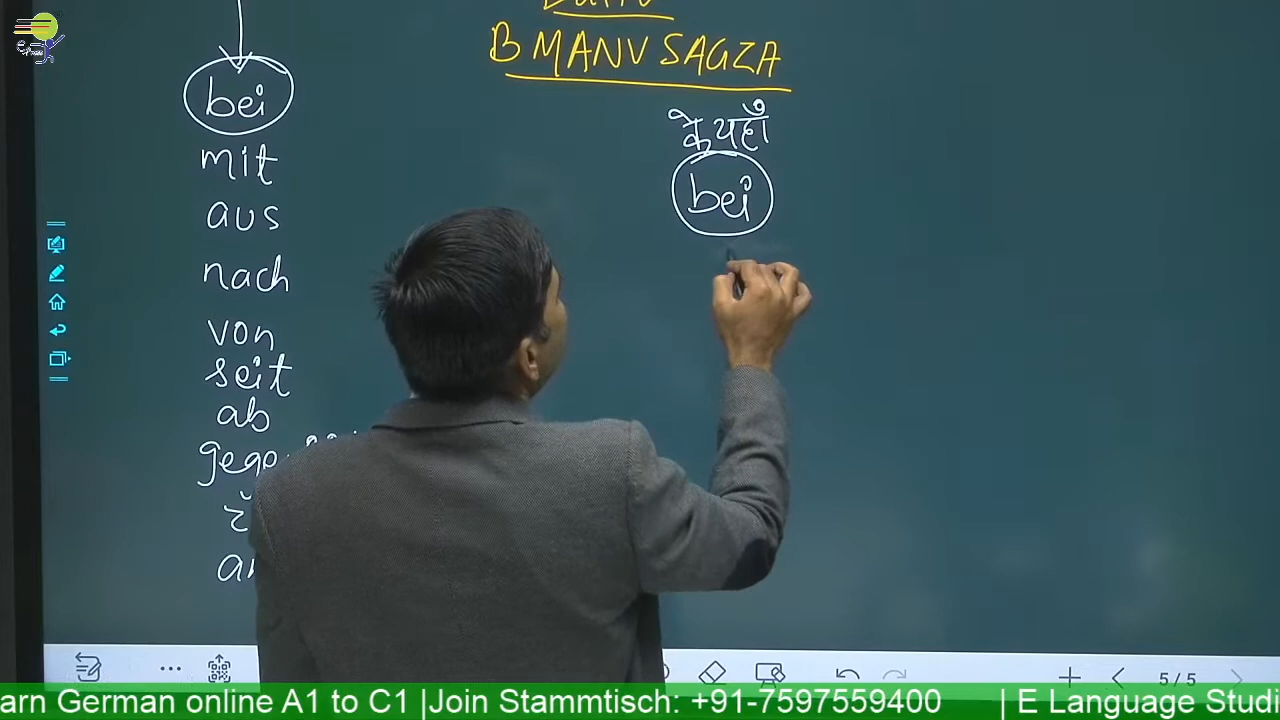 B MANV SAGZA
के यहाँ
bei
bei
mit
aus
nach
von
seit
ab
5/5
arn German online A1 to C1 |Join Stammtisch: +91-7597559400 | E Language Studi